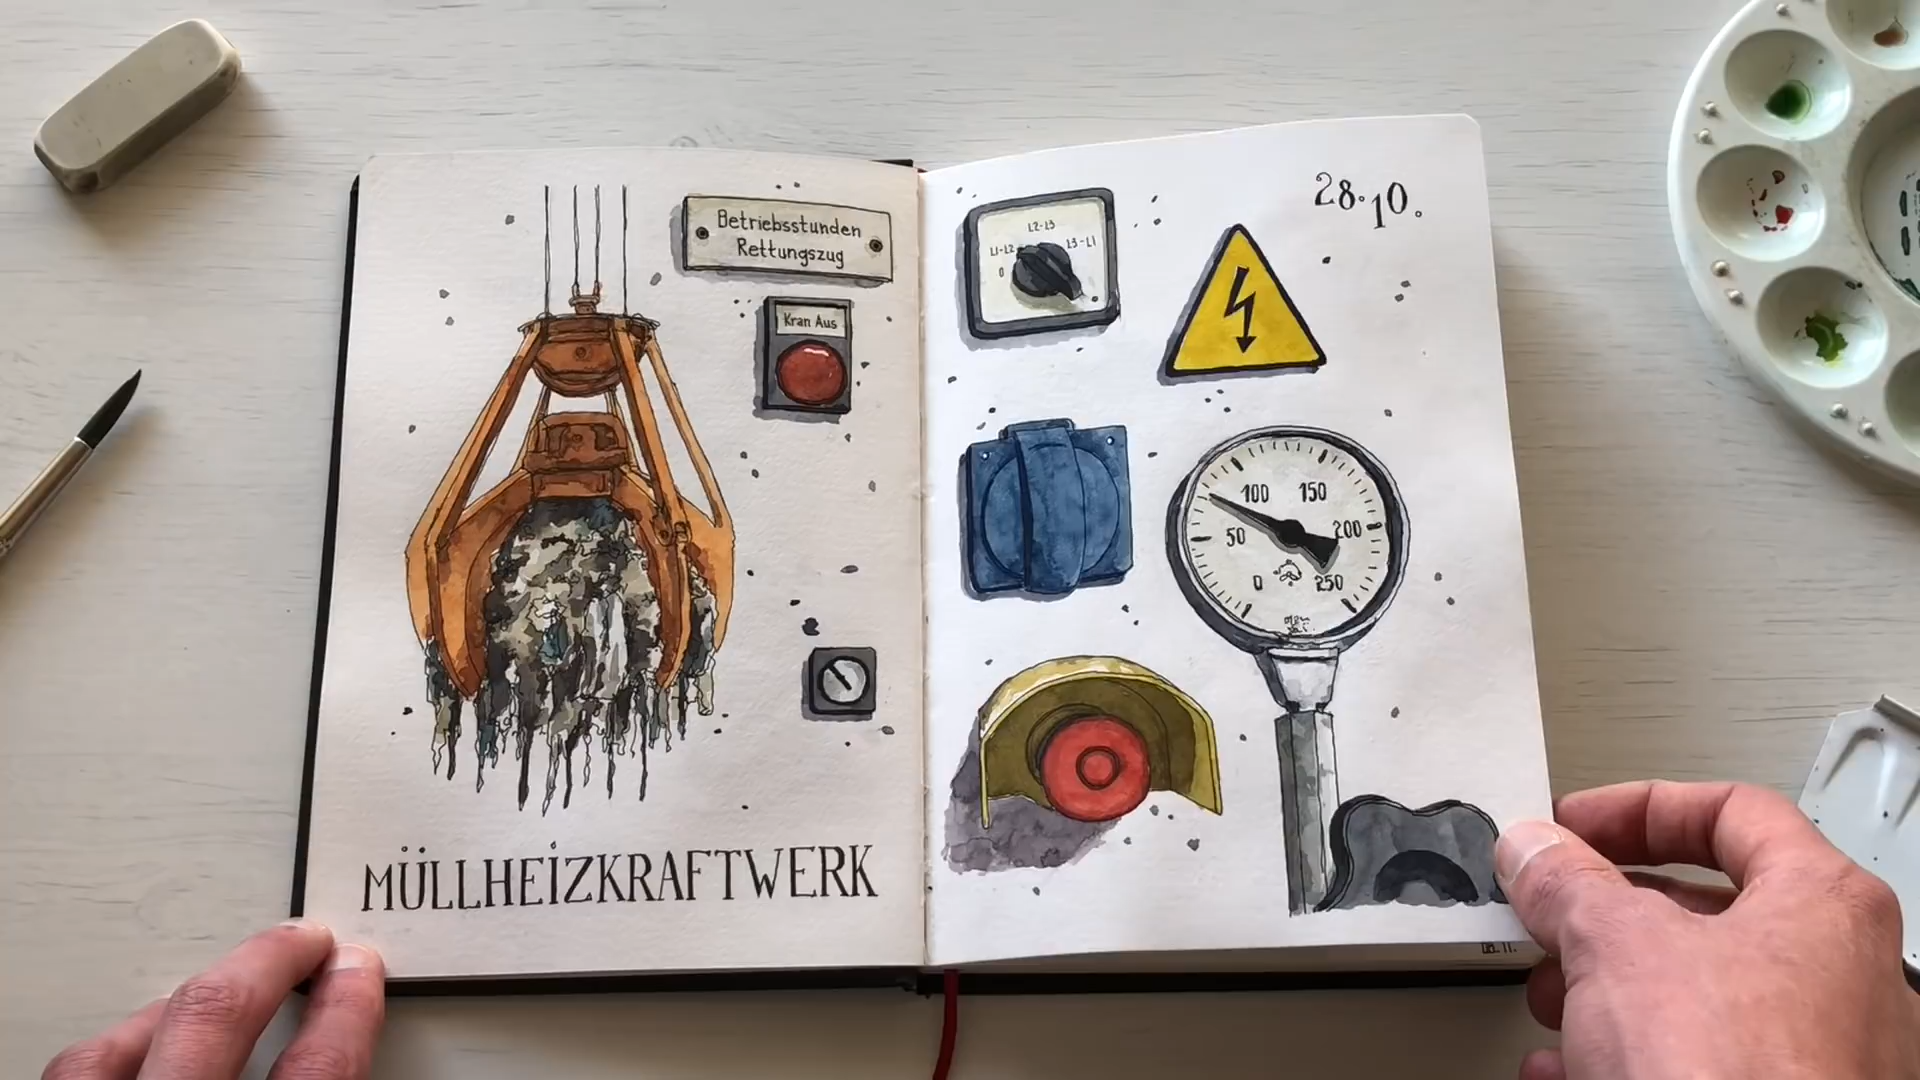 Betriebsstunden
Rettungszug
Kran Aus
MÜLLHEIZKRAFTWERK
28.10.
L2-L3
L1-L2
L3-L1
0
100 150
50 200
0 250